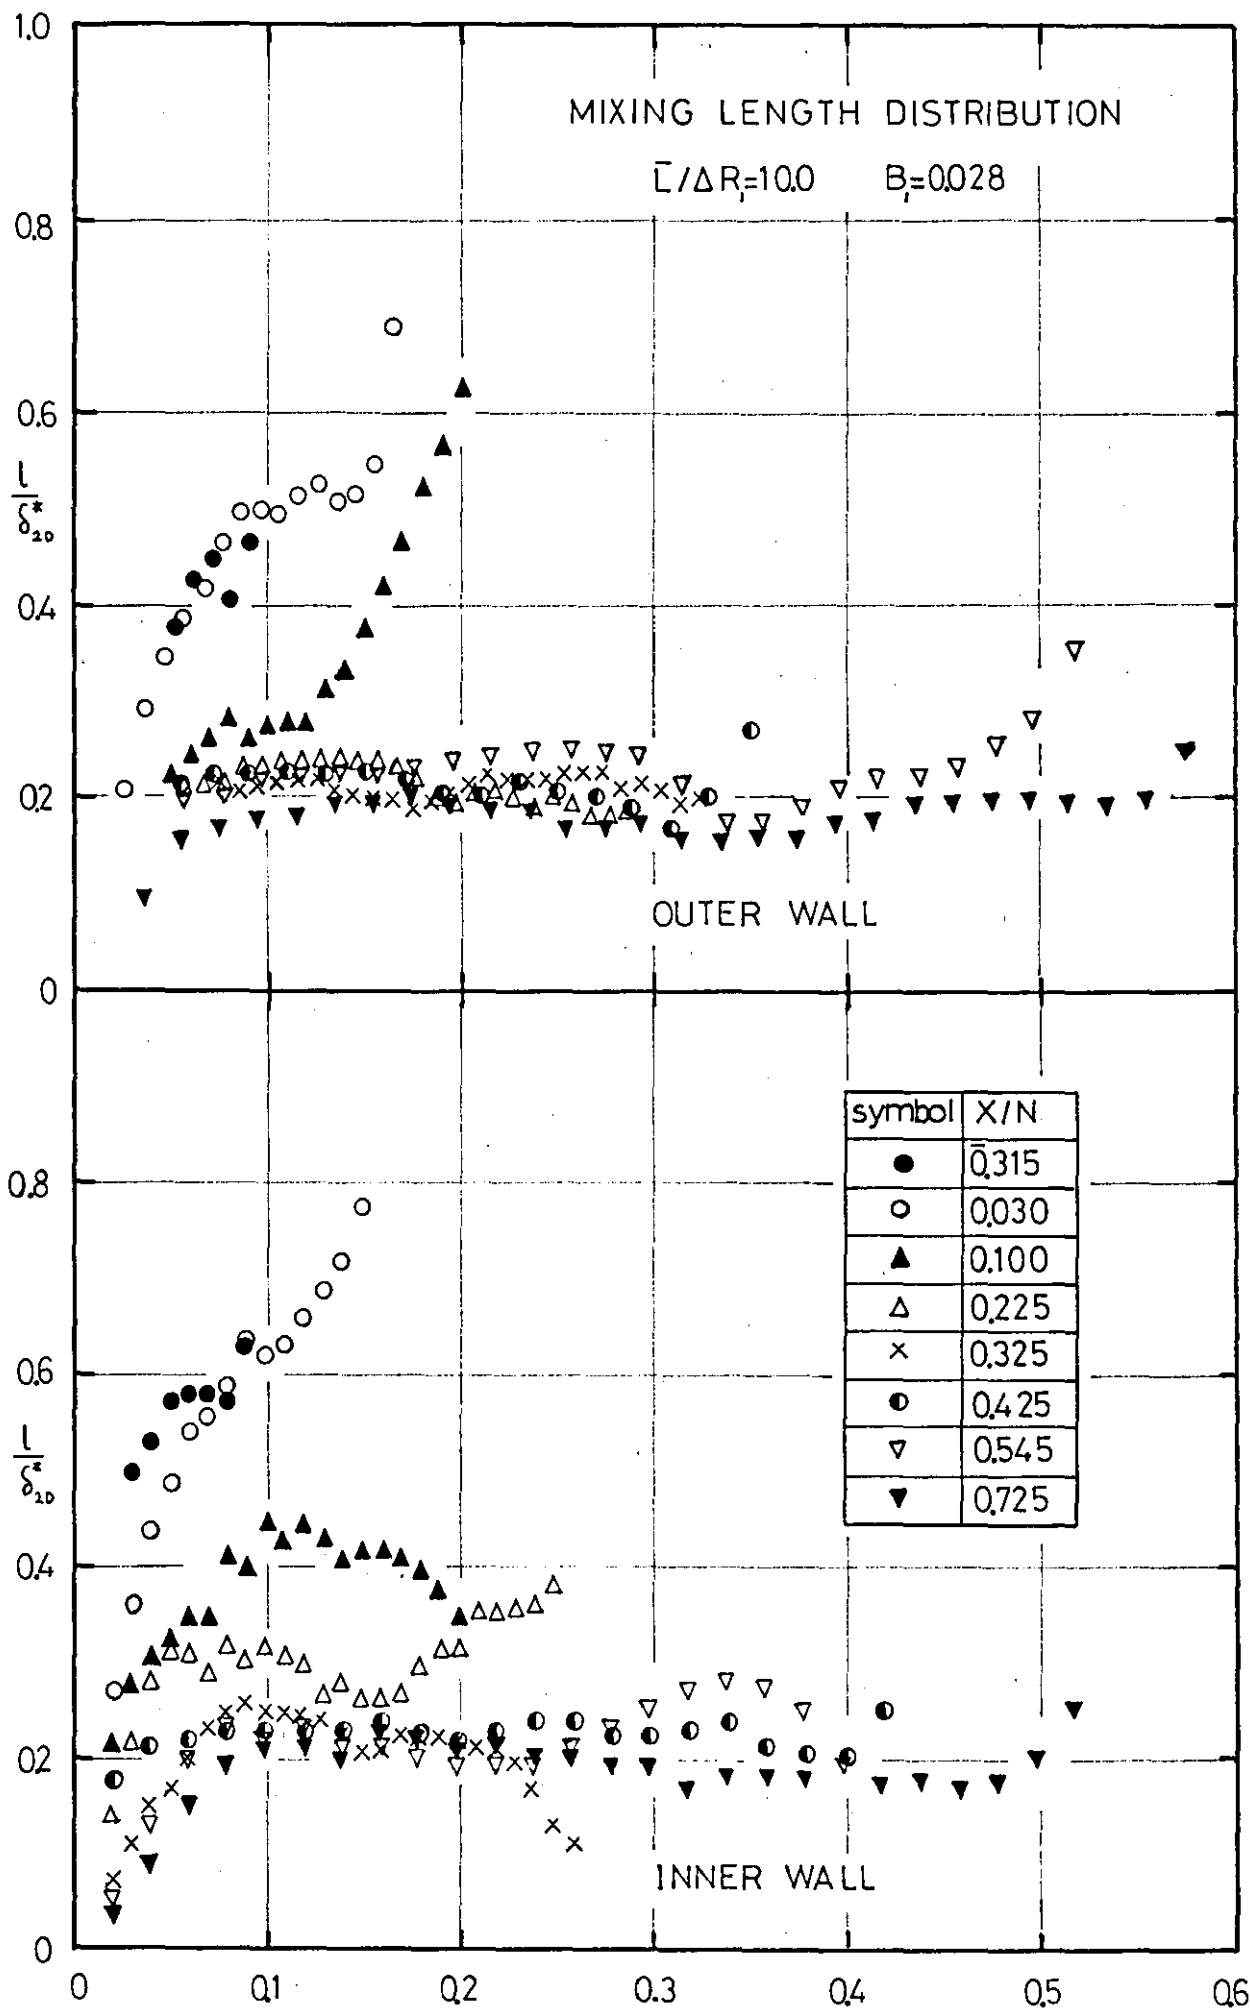 1.0
MIXING LENGTH DISTRIBUTION
L̄/ΔR₁=10.0 B₁=0.028
0.8
0.6
l/δ*₂D
0.4
0.2
OUTER WALL
0
symbol X/N
● ‾0.315
○ 0.030
▲ 0.100
△ 0.225
× 0.325
◐ 0.425
▽ 0.545
▼ 0.725
0.8
0.6
l/δ*₂D
0.4
0.2
INNER WALL
0
0 0.1 0.2 0.3 0.4 0.5 0.6